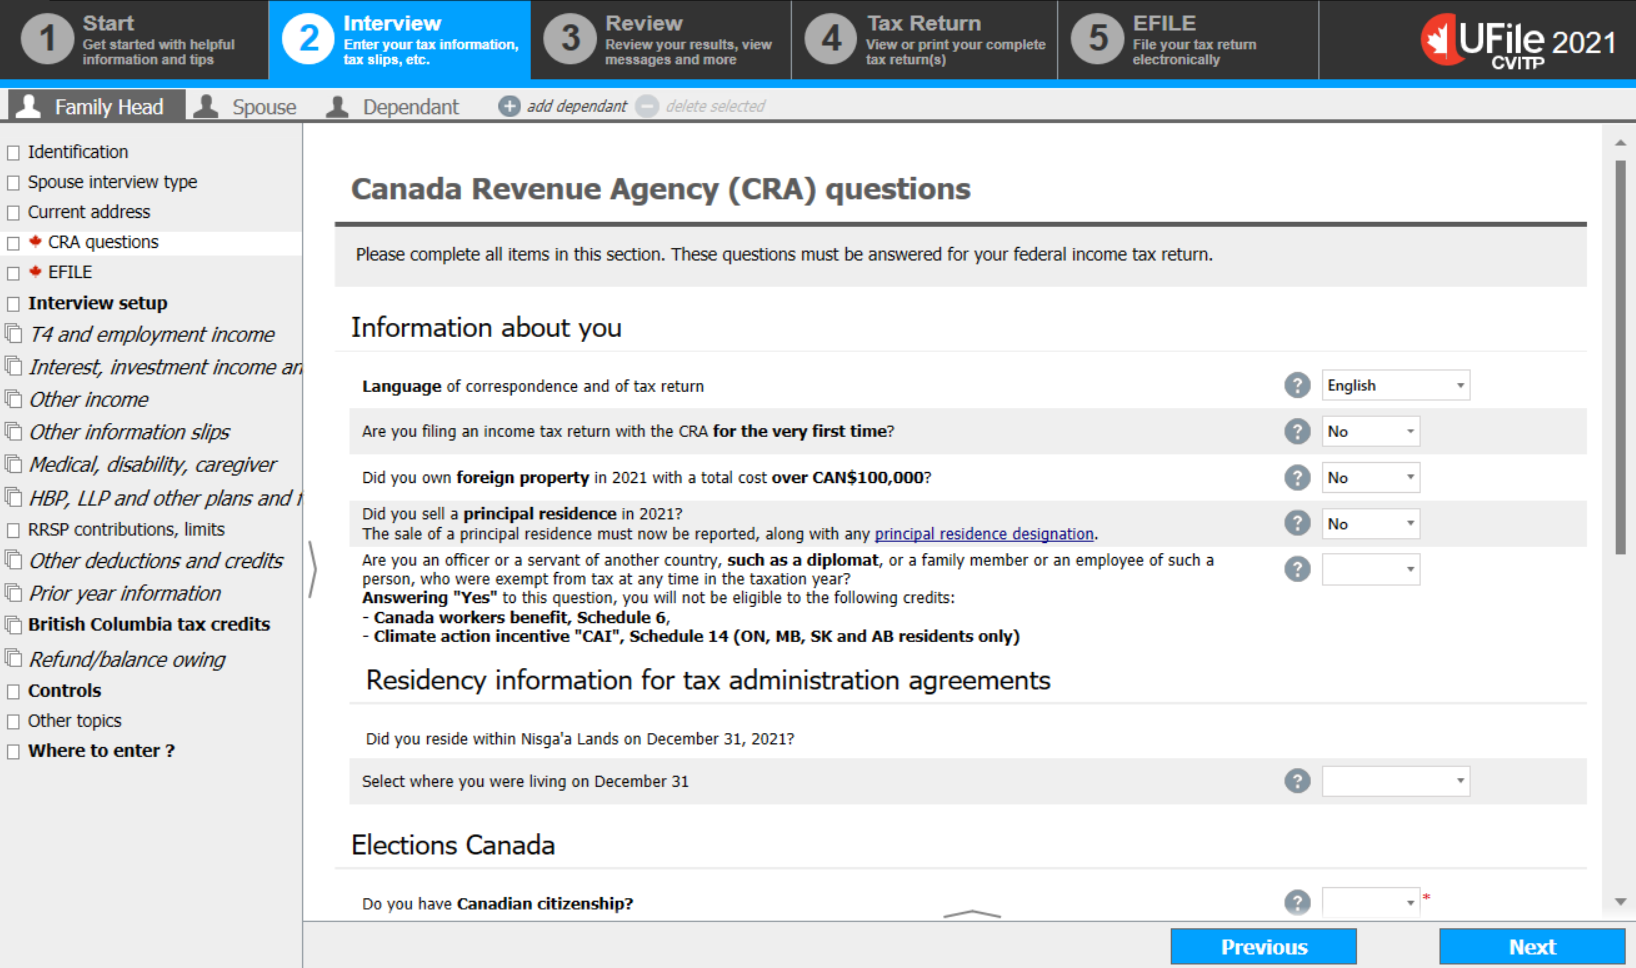 1 Start
Get started with helpful
information and tips
2 Interview
Enter your tax information,
tax slips, etc.
3 Review
Review your results, view
messages and more
4 Tax Return
View or print your complete
tax return(s)
5 EFILE
File your tax return
electronically
UFile 2021
CVITP
Family Head
Spouse
Dependant
add dependant
delete selected
Identification
Spouse interview type
Current address
CRA questions
EFILE
Interview setup
T4 and employment income
Interest, investment income an
Other income
Other information slips
Medical, disability, caregiver
HBP, LLP and other plans and f
RRSP contributions, limits
Other deductions and credits
Prior year information
British Columbia tax credits
Refund/balance owing
Controls
Other topics
Where to enter ?
Canada Revenue Agency (CRA) questions
Please complete all items in this section. These questions must be answered for your federal income tax return.
Information about you
Language of correspondence and of tax return ? English
Are you filing an income tax return with the CRA for the very first time? ? No
Did you own foreign property in 2021 with a total cost over CAN$100,000? ? No
Did you sell a principal residence in 2021?
The sale of a principal residence must now be reported, along with any principal residence designation. ? No
Are you an officer or a servant of another country, such as a diplomat, or a family member or an employee of such a ?
person, who were exempt from tax at any time in the taxation year?
Answering "Yes" to this question, you will not be eligible to the following credits:
- Canada workers benefit, Schedule 6,
- Climate action incentive "CAI", Schedule 14 (ON, MB, SK and AB residents only)
Residency information for tax administration agreements
Did you reside within Nisga'a Lands on December 31, 2021?
Select where you were living on December 31 ?
Elections Canada
Do you have Canadian citizenship? ? *
Previous
Next